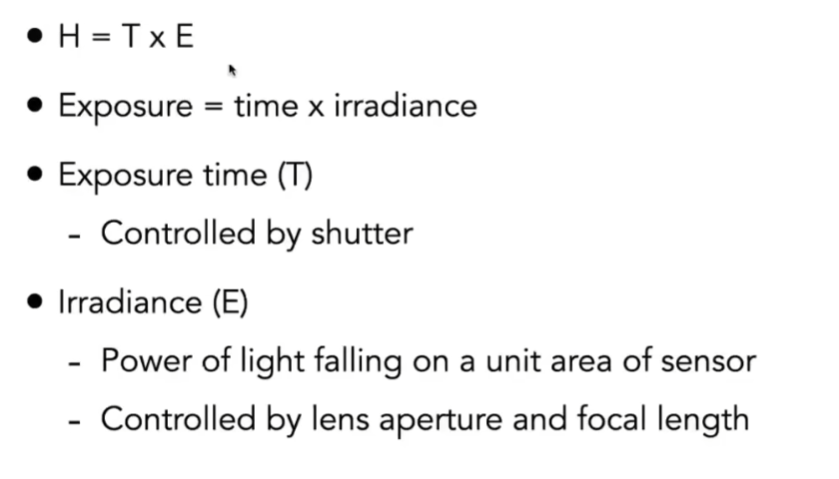 ● H = T x E
● Exposure = time x irradiance
● Exposure time (T)
- Controlled by shutter
● Irradiance (E)
- Power of light falling on a unit area of sensor
- Controlled by lens aperture and focal length